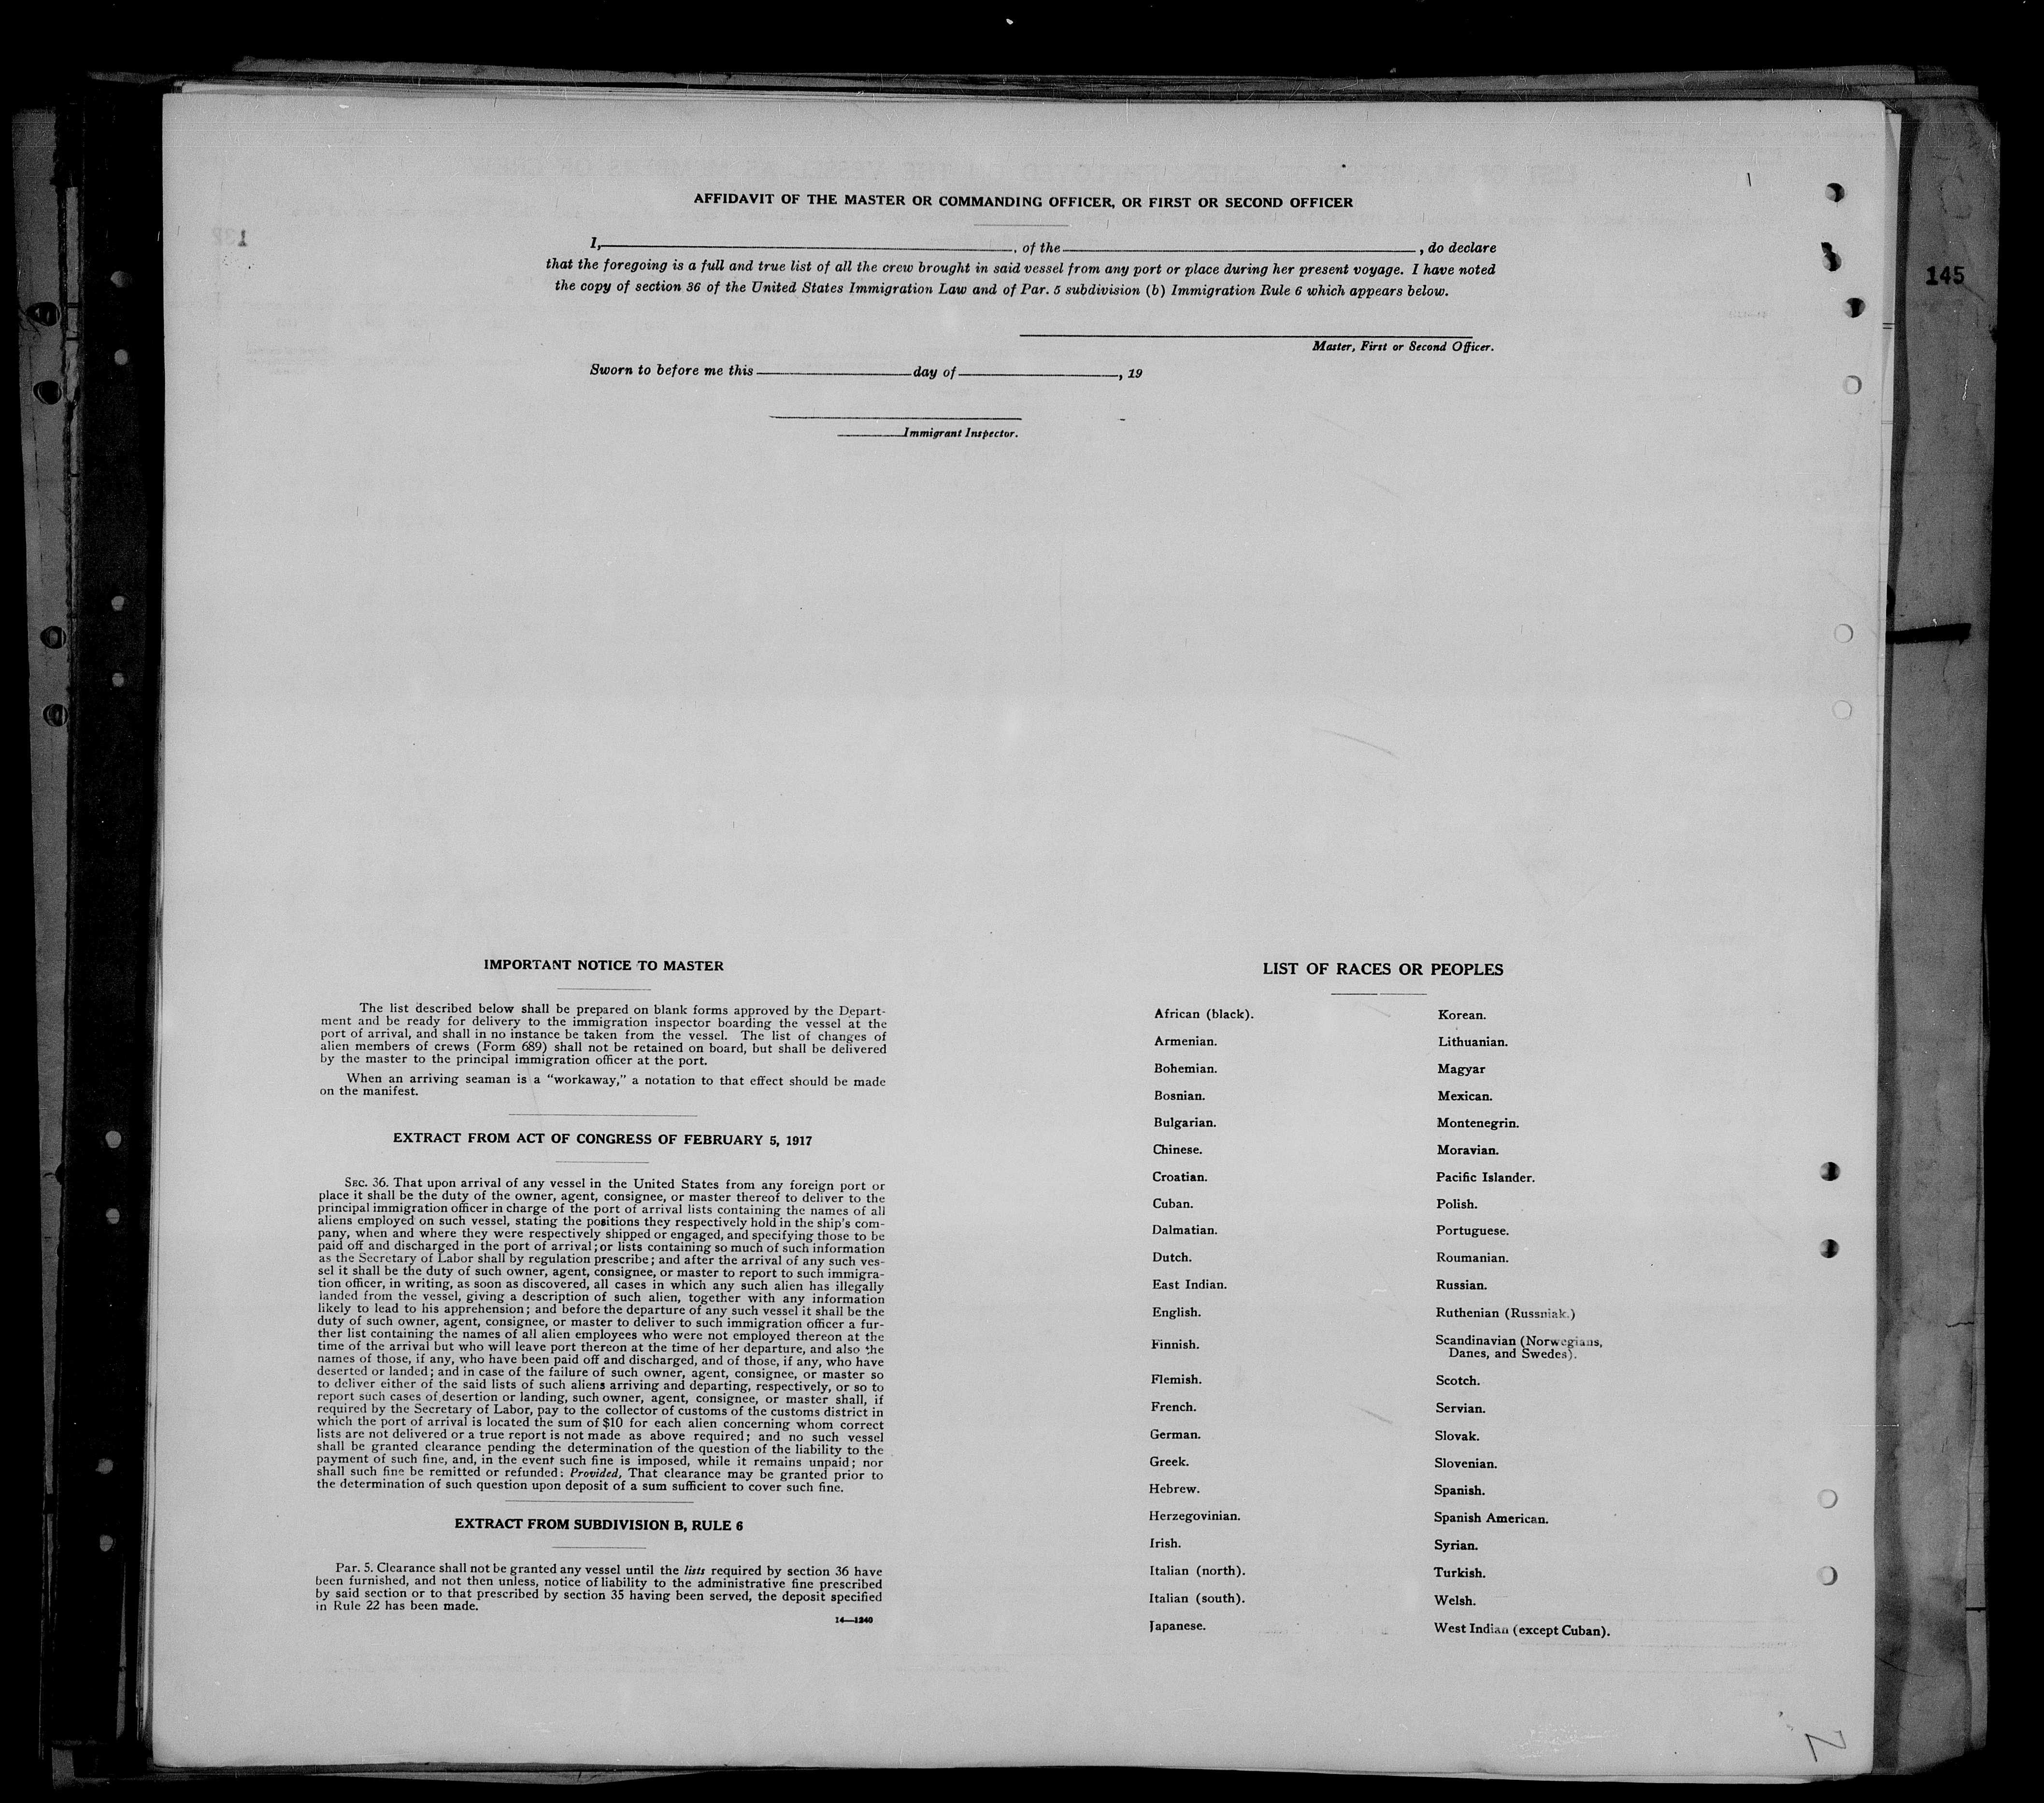 AFFIDAVIT OF THE MASTER OR COMMANDING OFFICER, OR FIRST OR SECOND OFFICER
I, , of the , do declare
that the foregoing is a full and true list of all the crew brought in said vessel from any port or place during her present voyage. I have noted
the copy of section 36 of the United States Immigration Law and of Par. 5 subdivision (b) Immigration Rule 6 which appears below.
Master, First or Second Officer.
Sworn to before me this day of , 19
Immigrant Inspector.
145
IMPORTANT NOTICE TO MASTER
The list described below shall be prepared on blank forms approved by the Depart-
ment and be ready for delivery to the immigration inspector boarding the vessel at the
port of arrival, and shall in no instance be taken from the vessel. The list of changes of
alien members of crews (Form 689) shall not be retained on board, but shall be delivered
by the master to the principal immigration officer at the port.
When an arriving seaman is a "workaway," a notation to that effect should be made
on the manifest.
EXTRACT FROM ACT OF CONGRESS OF FEBRUARY 5, 1917
SEC. 36. That upon arrival of any vessel in the United States from any foreign port or
place it shall be the duty of the owner, agent, consignee, or master thereof to deliver to the
principal immigration officer in charge of the port of arrival lists containing the names of all
aliens employed on such vessel, stating the positions they respectively hold in the ship's com-
pany, when and where they were respectively shipped or engaged, and specifying those to be
paid off and discharged in the port of arrival; or lists containing so much of such information
as the Secretary of Labor shall by regulation prescribe; and after the arrival of any such ves-
sel it shall be the duty of such owner, agent, consignee, or master to report to such immigra-
tion officer, in writing, as soon as discovered, all cases in which any such alien has illegally
landed from the vessel, giving a description of such alien, together with any information
likely to lead to his apprehension; and before the departure of any such vessel it shall be the
duty of such owner, agent, consignee, or master to deliver to such immigration officer a fur-
ther list containing the names of all alien employees who were not employed thereon at the
time of the arrival but who will leave port thereon at the time of her departure, and also the
names of those, if any, who have been paid off and discharged, and of those, if any, who have
deserted or landed; and in case of the failure of such owner, agent, consignee, or master so
to deliver either of the said lists of such aliens arriving and departing, respectively, or so to
report such cases of desertion or landing, such owner, agent, consignee, or master shall, if
required by the Secretary of Labor, pay to the collector of customs of the customs district in
which the port of arrival is located the sum of $10 for each alien concerning whom correct
lists are not delivered or a true report is not made as above required; and no such vessel
shall be granted clearance pending the determination of the question of the liability to the
payment of such fine, and, in the event such fine is imposed, while it remains unpaid; nor
shall such fine be remitted or refunded: Provided, That clearance may be granted prior to
the determination of such question upon deposit of a sum sufficient to cover such fine.
EXTRACT FROM SUBDIVISION B, RULE 6
Par. 5. Clearance shall not be granted any vessel until the lists required by section 36 have
been furnished, and not then unless, notice of liability to the administrative fine prescribed
by said section or to that prescribed by section 35 having been served, the deposit specified
in Rule 22 has been made.
14—1240
LIST OF RACES OR PEOPLES
African (black).
Armenian.
Bohemian.
Bosnian.
Bulgarian.
Chinese.
Croatian.
Cuban.
Dalmatian.
Dutch.
East Indian.
English.
Finnish.
Flemish.
French.
German.
Greek.
Hebrew.
Herzegovinian.
Irish.
Italian (north).
Italian (south).
Japanese.
Korean.
Lithuanian.
Magyar
Mexican.
Montenegrin.
Moravian.
Pacific Islander.
Polish.
Portuguese.
Roumanian.
Russian.
Ruthenian (Russniak.)
Scandinavian (Norwegians,
Danes, and Swedes).
Scotch.
Servian.
Slovak.
Slovenian.
Spanish.
Spanish American.
Syrian.
Turkish.
Welsh.
West Indian (except Cuban).